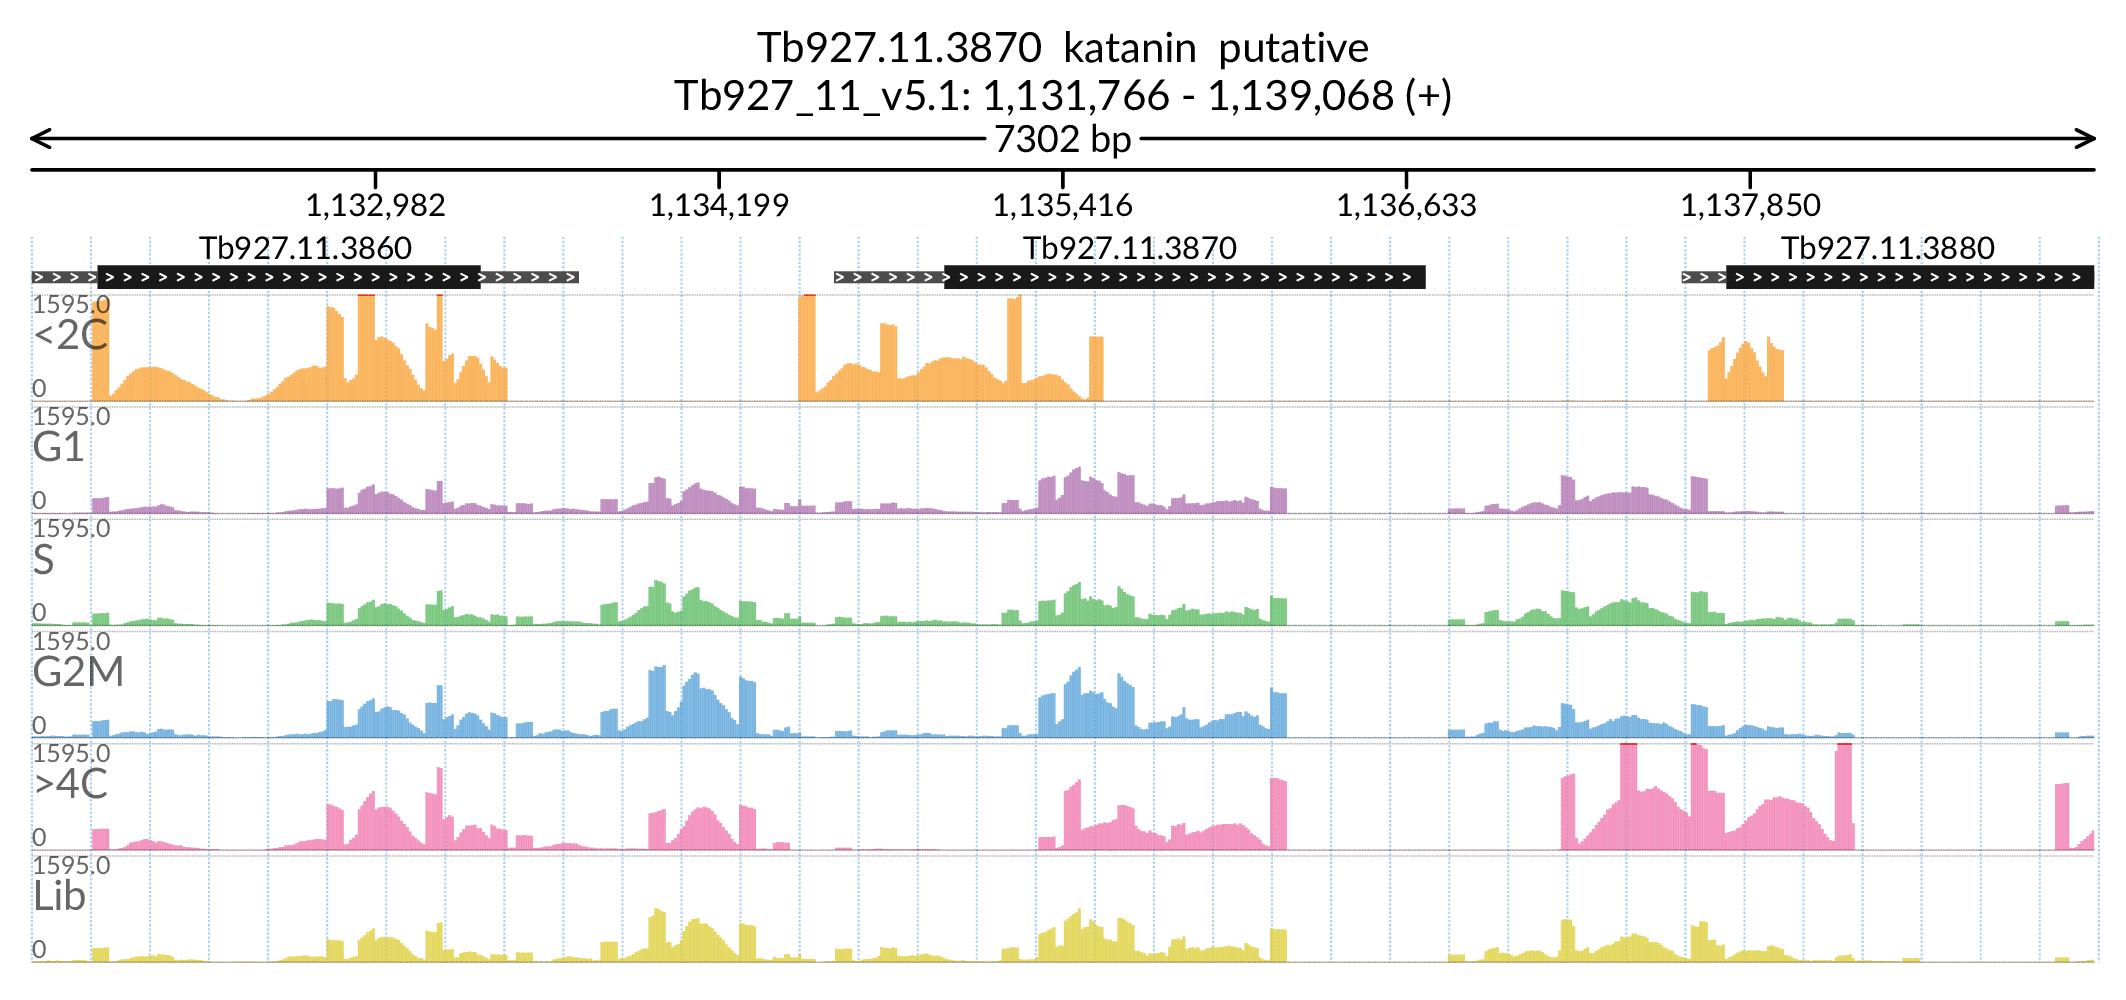 Tb927.11.3870 katanin putative
Tb927_11_v5.1: 1,131,766 - 1,139,068 (+)
7302 bp
1,132,982 1,134,199 1,135,416 1,136,633 1,137,850
Tb927.11.3860 Tb927.11.3870 Tb927.11.3880
1595.0
<2C
0
1595.0
G1
0
1595.0
S
0
1595.0
G2M
0
1595.0
>4C
0
1595.0
Lib
0